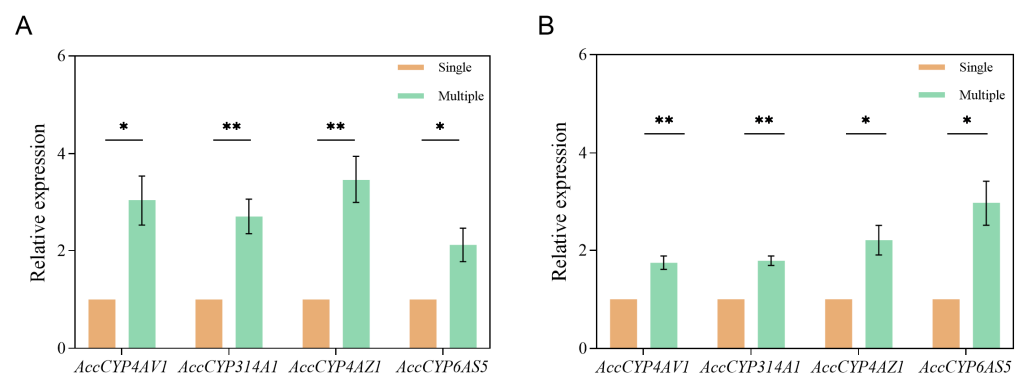 A
Relative expression
6
4
2
0
Single
Multiple
* ** ** *
AccCYP4AV1 AccCYP314A1 AccCYP4AZ1 AccCYP6AS5
B
Relative expression
6
4
2
0
Single
Multiple
** ** * *
AccCYP4AV1 AccCYP314A1 AccCYP4AZ1 AccCYP6AS5